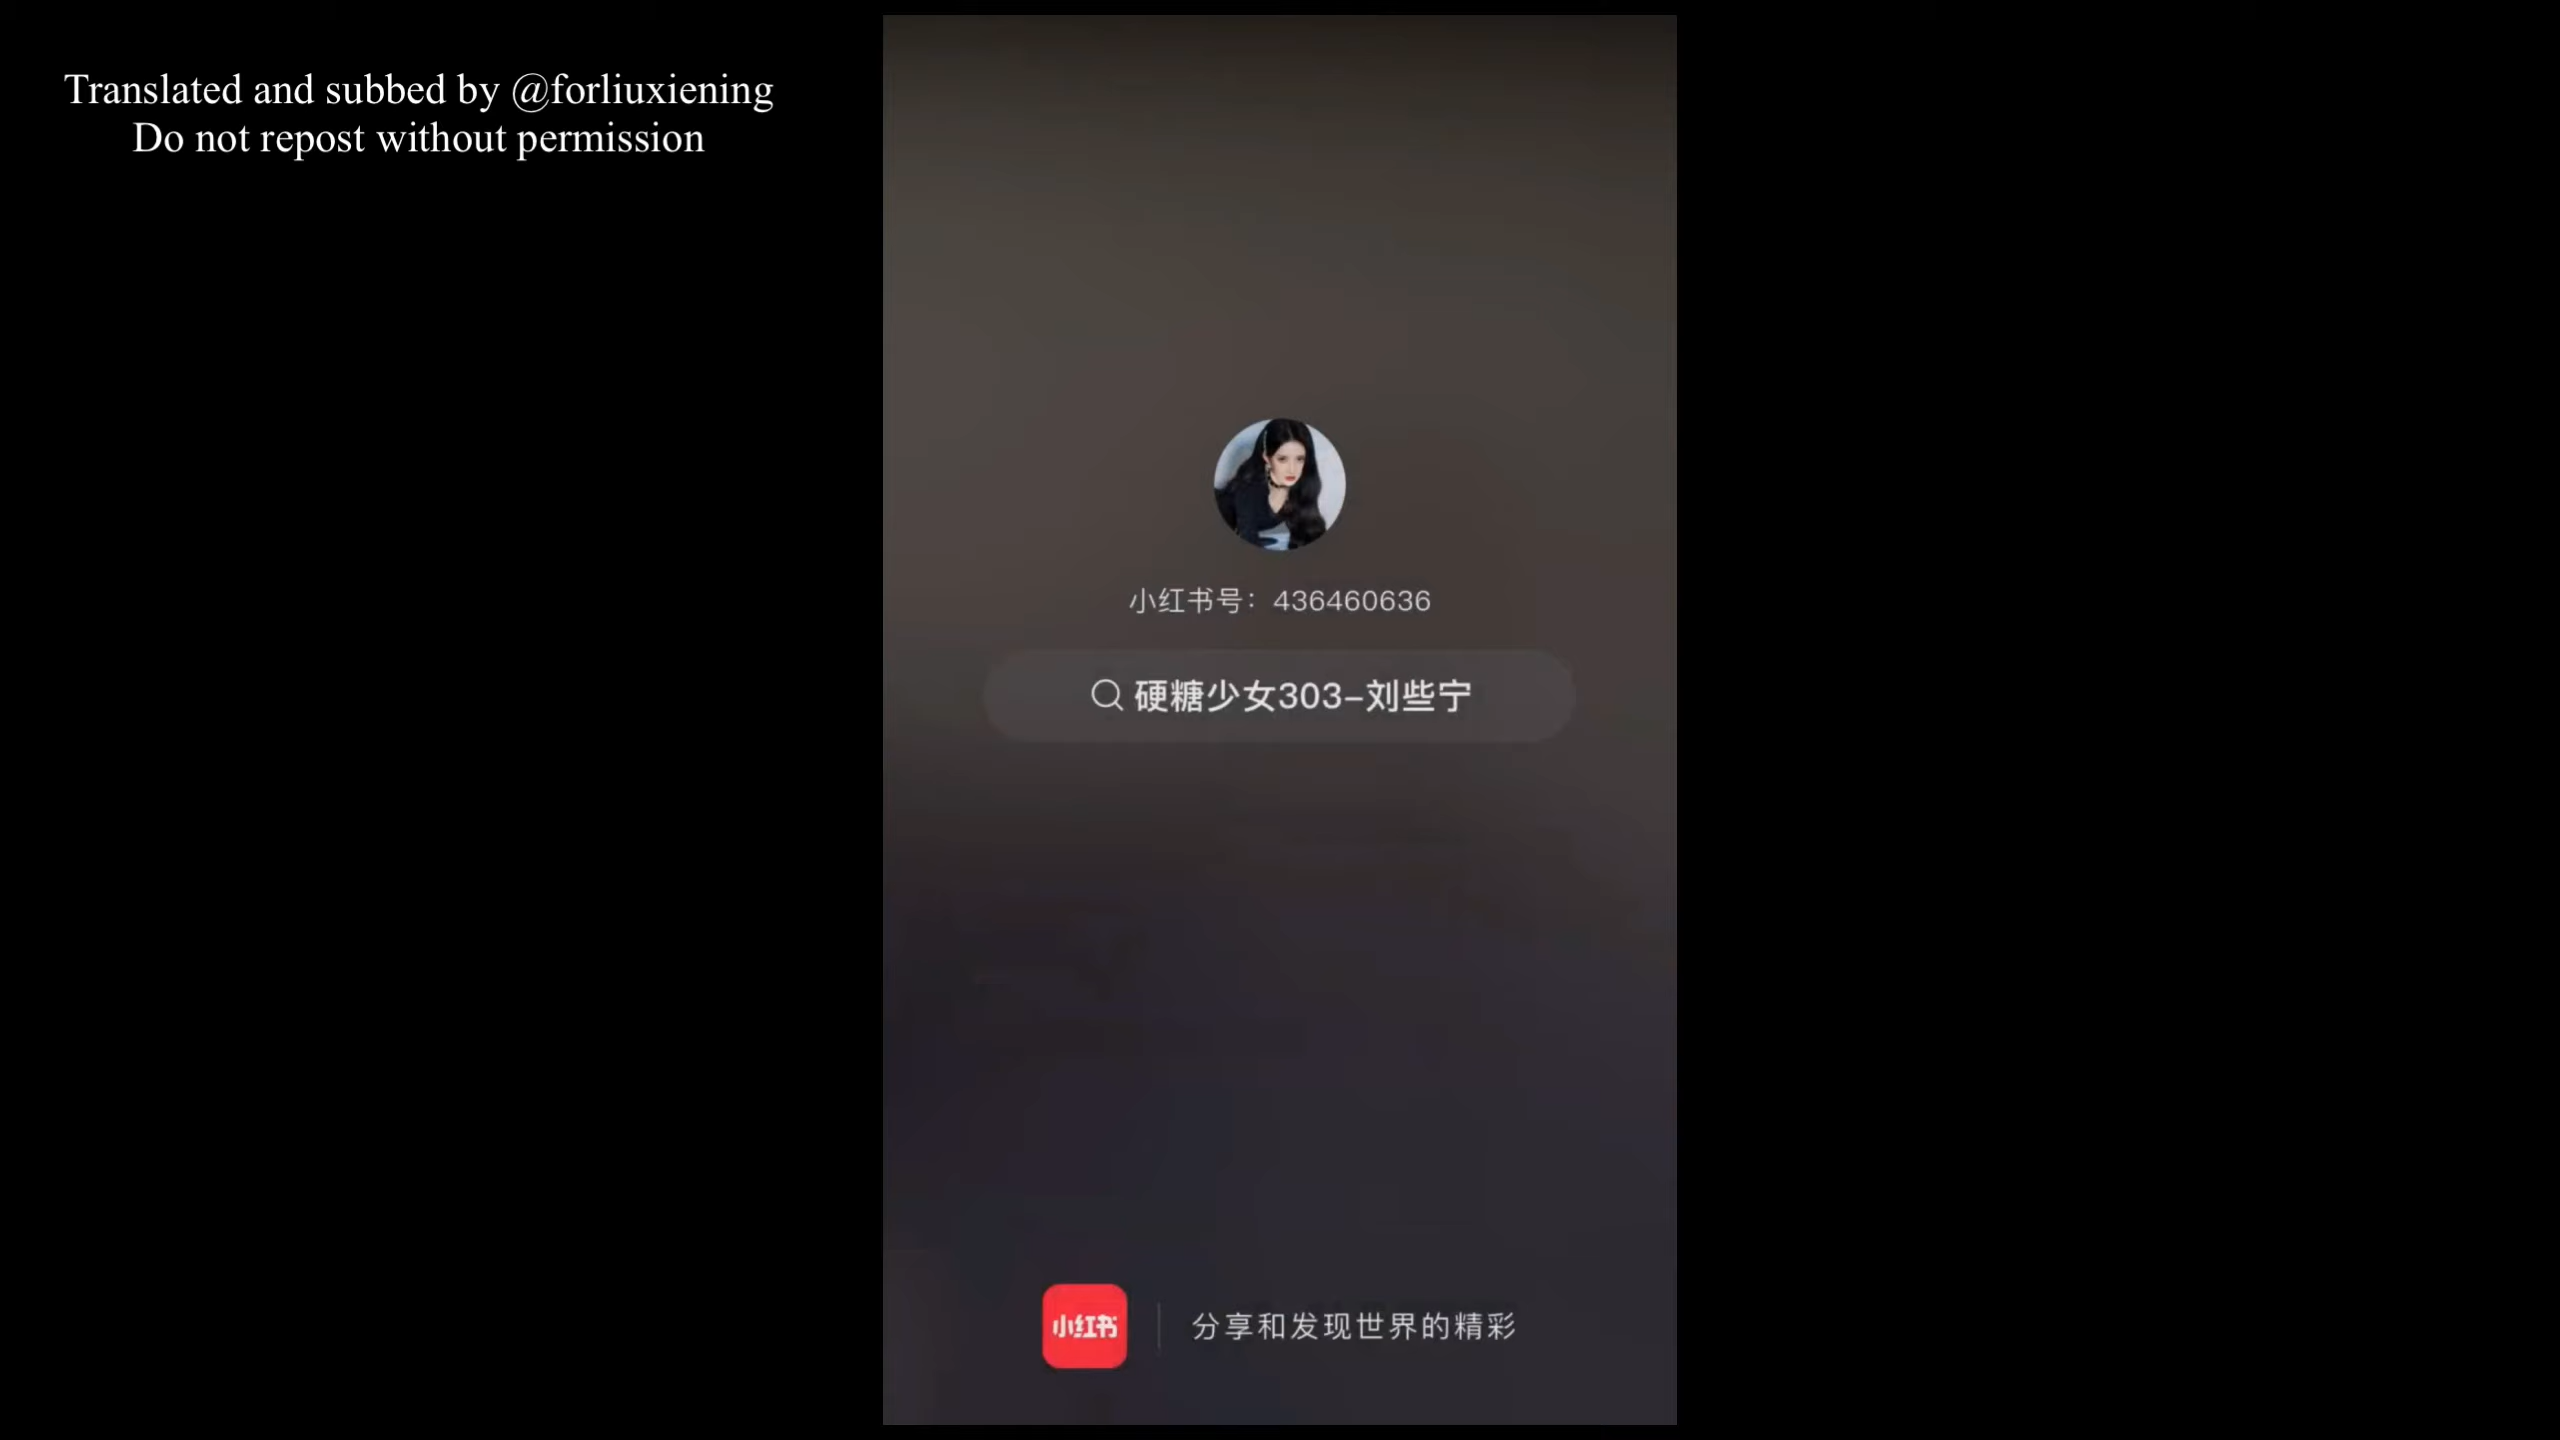 Translated and subbed by @forliuxiening
Do not repost without permission
小红书号：436460636
硬糖少女303-刘些宁
小红书
分享和发现世界的精彩